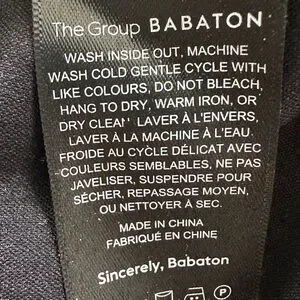 The Group BABATON
WASH INSIDE OUT, MACHINE
WASH COLD GENTLE CYCLE WITH
LIKE COLOURS, DO NOT BLEACH,
HANG TO DRY, WARM IRON, OR
DRY CLEAN LAVER À L'ENVERS,
LAVER À LA MACHINE À L'EAU
FROIDE AU CYCLE DÉLICAT AVEC
COULEURS SEMBLABLES, NE PAS
JAVELISER, SUSPENDRE POUR
SÉCHER, REPASSAGE MOYEN,
OU NETTOYER À SEC.
MADE IN CHINA
FABRIQUÉ EN CHINE
Sincerely, Babaton